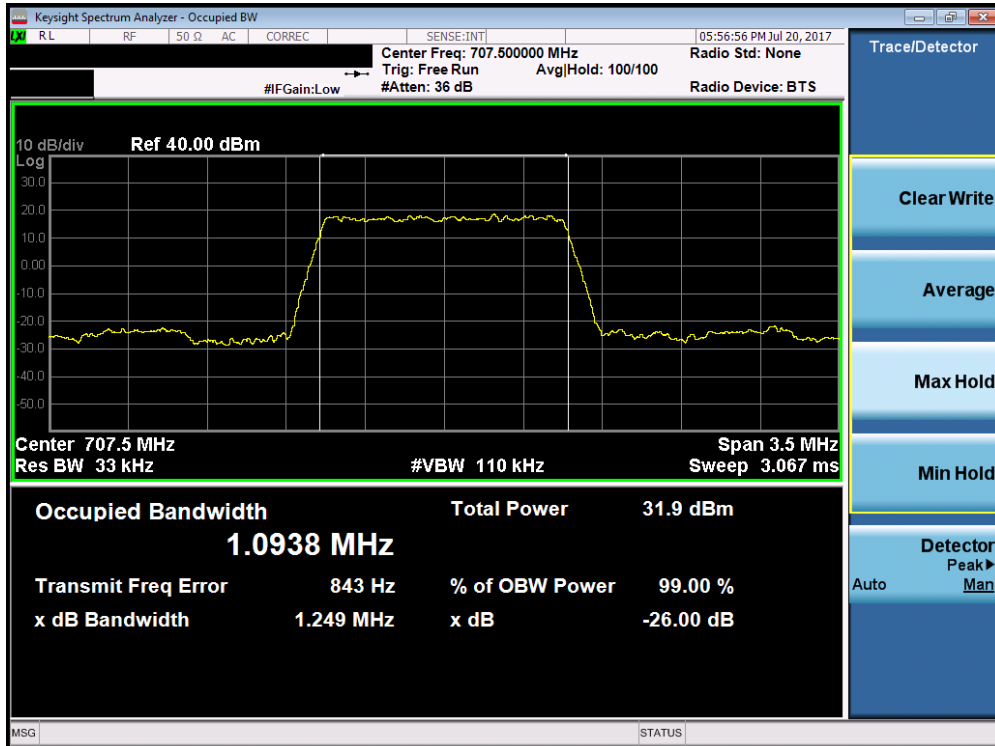 Keysight Spectrum Analyzer - Occupied BW
LXI RL RF 50 Ω AC CORREC SENSE:INT 05:56:56 PM Jul 20, 2017
Center Freq: 707.500000 MHz Radio Std: None
Trig: Free Run Avg|Hold: 100/100
#IFGain:Low #Atten: 36 dB Radio Device: BTS
10 dB/div Ref 40.00 dBm
Log
30.0
20.0
10.0
0.00
-10.0
-20.0
-30.0
-40.0
-50.0
Center 707.5 MHz Span 3.5 MHz
Res BW 33 kHz #VBW 110 kHz Sweep 3.067 ms
Occupied Bandwidth Total Power 31.9 dBm
1.0938 MHz
Transmit Freq Error 843 Hz % of OBW Power 99.00 %
x dB Bandwidth 1.249 MHz x dB -26.00 dB
MSG STATUS
Trace/Detector
Clear Write
Average
Max Hold
Min Hold
Detector
Peak▶
Auto Man